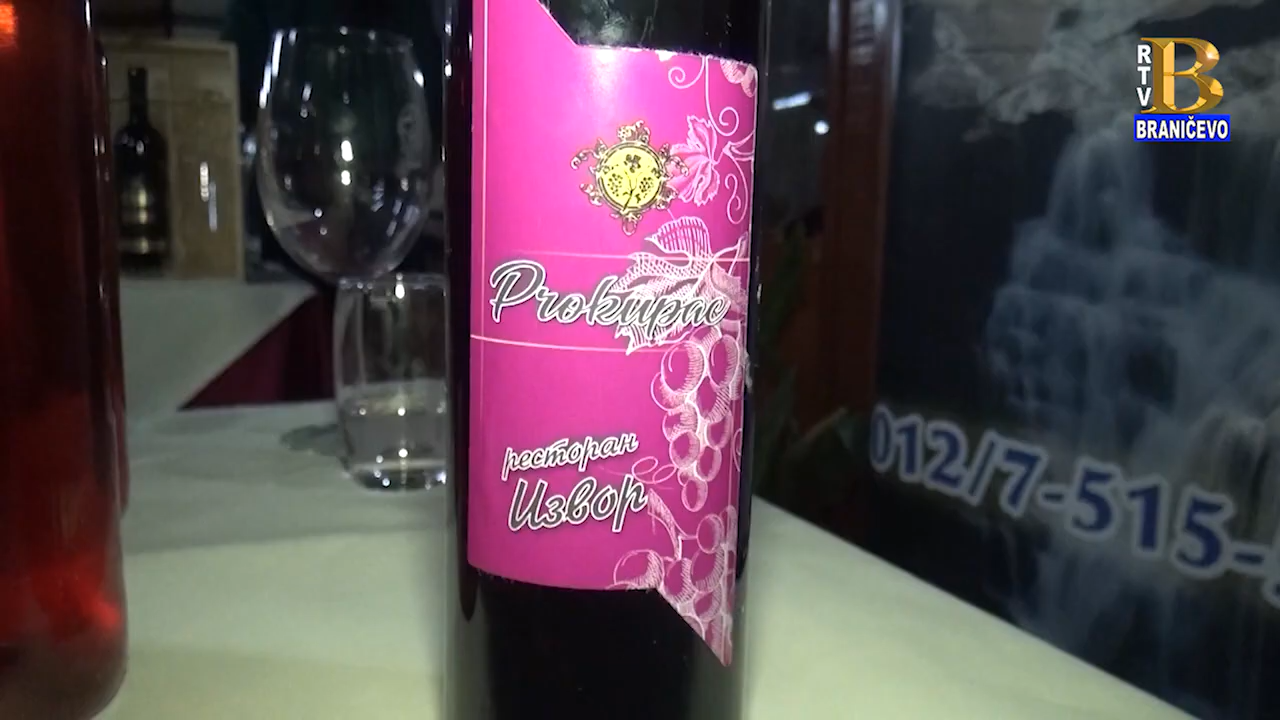 RTV
B
BRANIČEVO
Prokupac
ресторан
Извор
012/7-515-